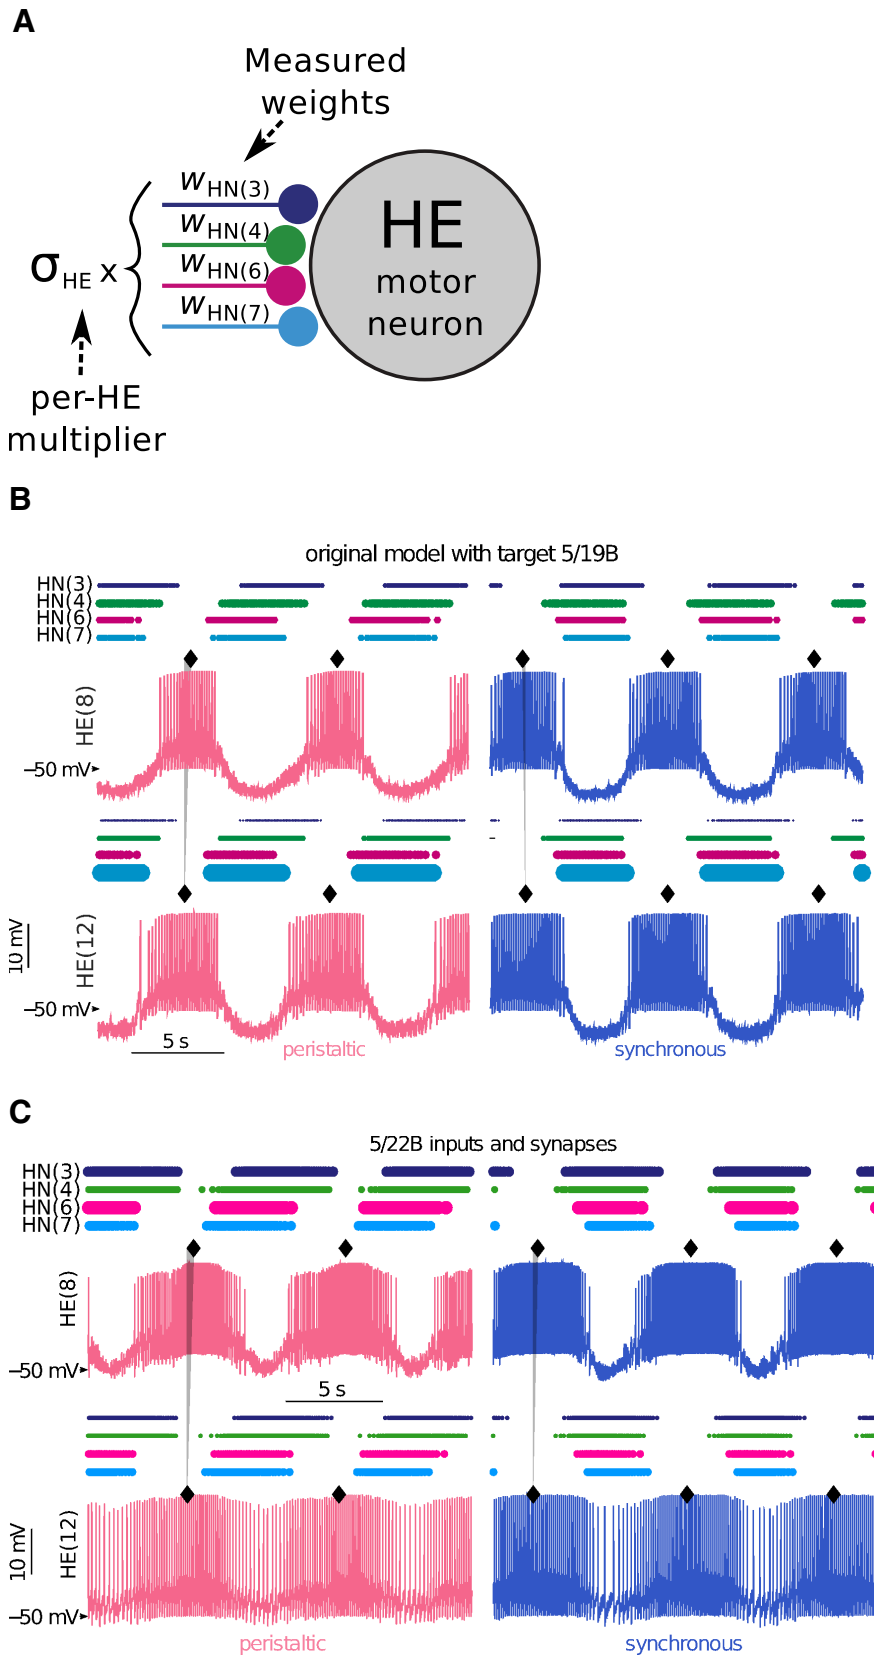 A
Measured
weights
wHN(3)
wHN(4)
wHN(6)
wHN(7)
σHE x
HE
motor
neuron
per-HE
multiplier
B
original model with target 5/19B
HN(3)
HN(4)
HN(6)
HN(7)
HE(8)
−50 mV
10 mV
HE(12)
−50 mV
5 s
peristaltic
synchronous
C
5/22B inputs and synapses
HN(3)
HN(4)
HN(6)
HN(7)
HE(8)
−50 mV
5 s
10 mV
HE(12)
−50 mV
peristaltic
synchronous